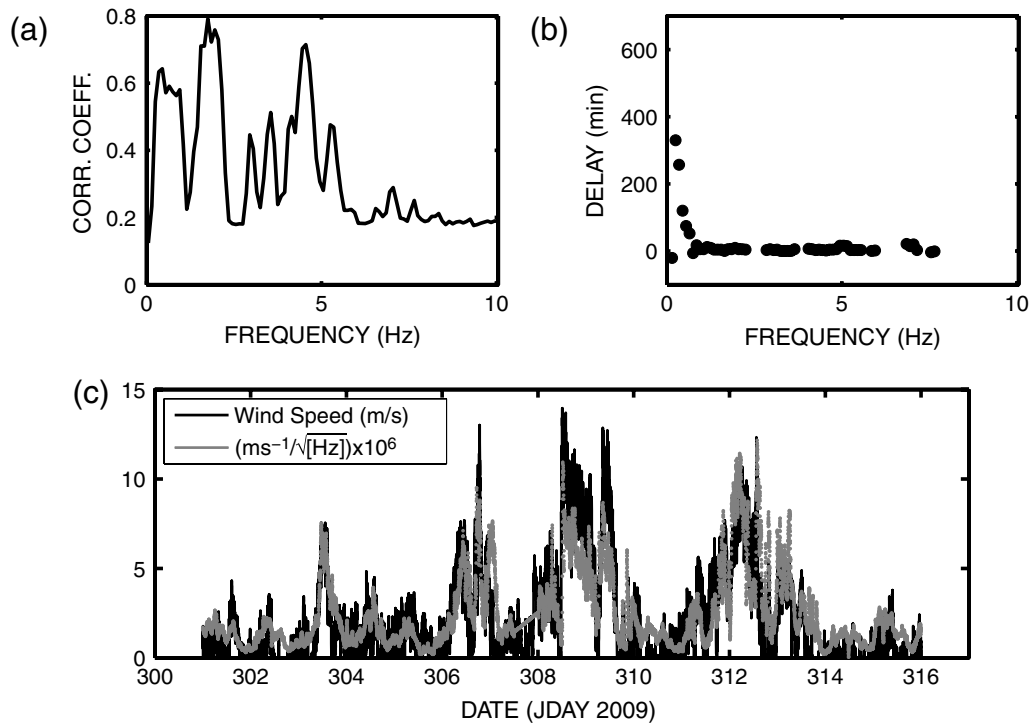 (a)
0.8
0.6
0.4
0.2
0
CORR. COEFF.
0 5 10
FREQUENCY (Hz)
(b)
600
400
200
0
DELAY (min)
0 5 10
FREQUENCY (Hz)
(c)
15
10
5
0
Wind Speed (m/s)
(ms⁻¹/√[Hz])x10⁶
300 302 304 306 308 310 312 314 316
DATE (JDAY 2009)